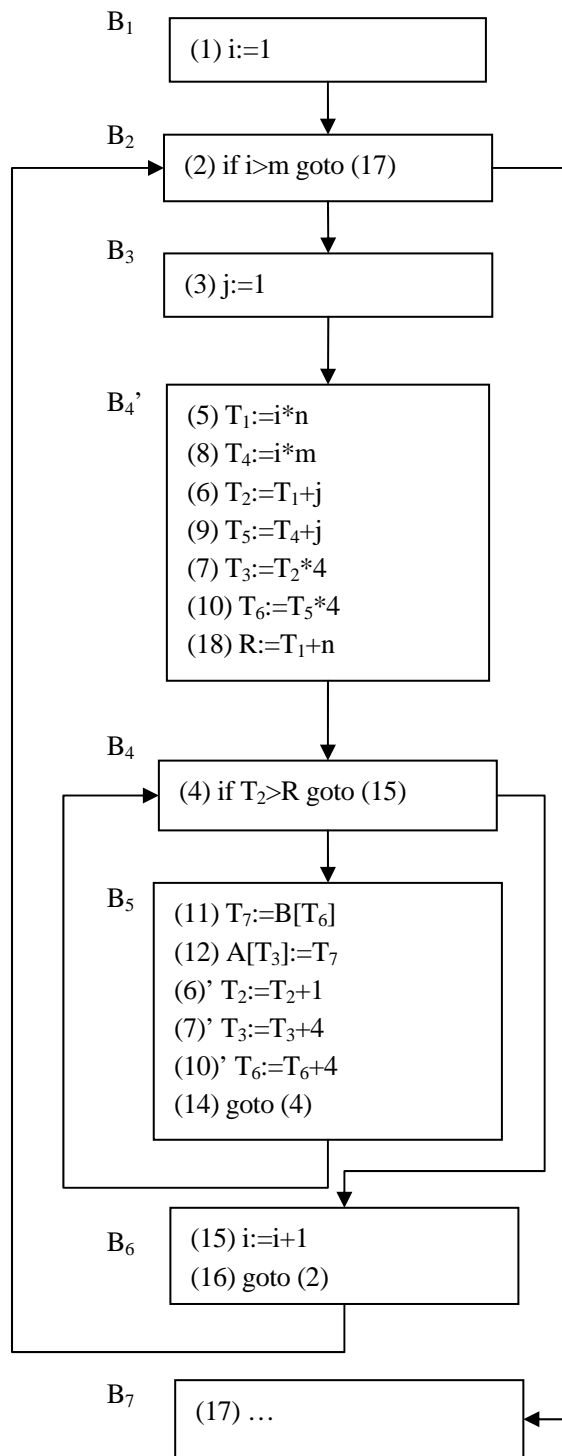 B₁
(1) i:=1
B₂
(2) if i>m goto (17)
B₃
(3) j:=1
B₄’
(5) T₁:=i*n
(8) T₄:=i*m
(6) T₂:=T₁+j
(9) T₅:=T₄+j
(7) T₃:=T₂*4
(10) T₆:=T₅*4
(18) R:=T₁+n
B₄
(4) if T₂>R goto (15)
B₅
(11) T₇:=B[T₆]
(12) A[T₃]:=T₇
(6)’ T₂:=T₂+1
(7)’ T₃:=T₃+4
(10)’ T₆:=T₆+4
(14) goto (4)
B₆
(15) i:=i+1
(16) goto (2)
B₇
(17) …